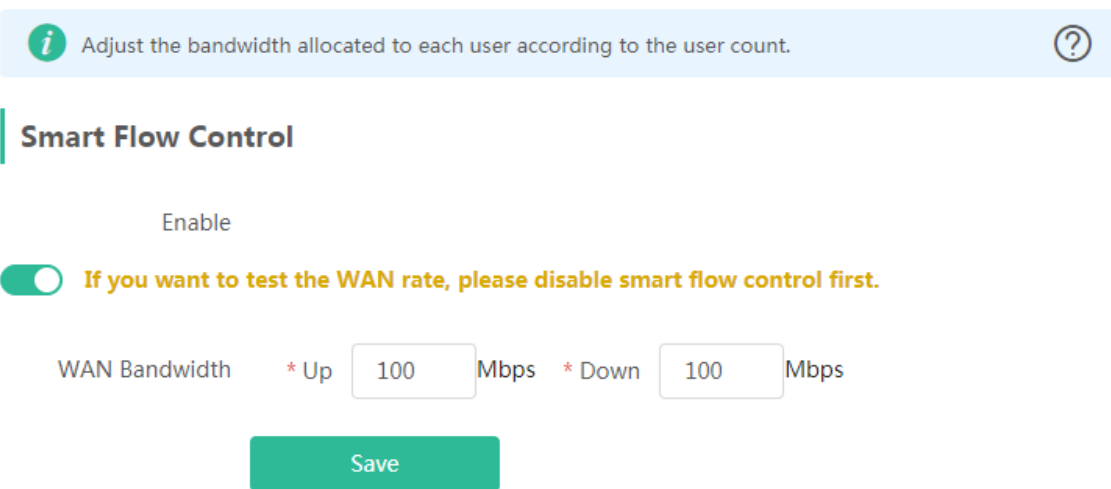 i Adjust the bandwidth allocated to each user according to the user count. ?
Smart Flow Control
Enable
If you want to test the WAN rate, please disable smart flow control first.
WAN Bandwidth * Up 100 Mbps * Down 100 Mbps
Save